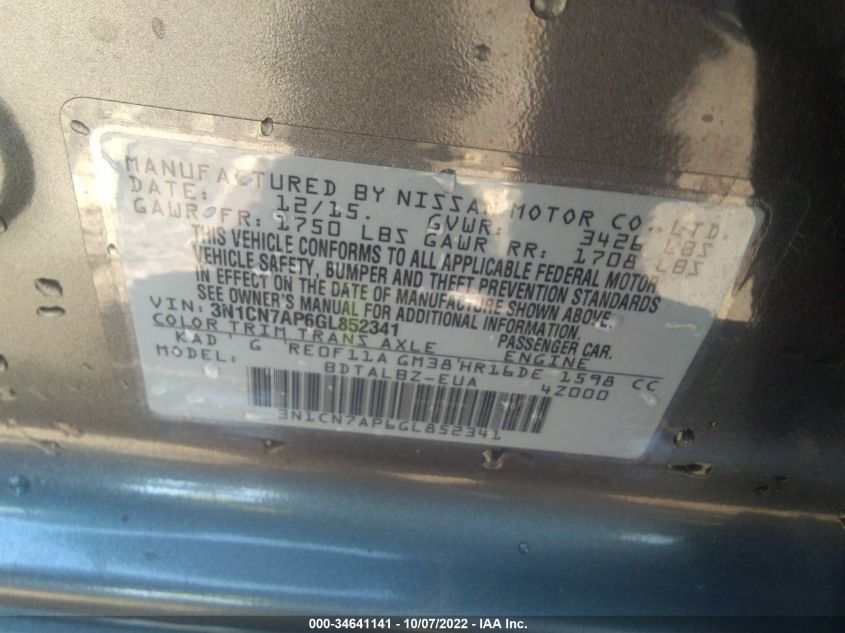 MANUFACTURED BY NISSAN MOTOR CO., LTD.
DATE: 12/15. GVWR: 3426 LBS
GAWR FR: 1750 LBS GAWR RR: 1708 LBS
THIS VEHICLE CONFORMS TO ALL APPLICABLE FEDERAL MOTOR
VEHICLE SAFETY, BUMPER AND THEFT PREVENTION STANDARDS
IN EFFECT ON THE DATE OF MANUFACTURE SHOWN ABOVE.
SEE OWNER'S MANUAL FOR ADDITIONAL INFORMATION.
VIN: 3N1CN7AP6GL852341 PASSENGER CAR.
COLOR TRIM TRANS AXLE ENGINE
KAD G RE0F11A GM38 HR16DE 1598 CC
MODEL: BDTALBZ-EUA 4Z000
3N1CN7AP6GL852341
000-34641141 - 10/07/2022 - IAA Inc.